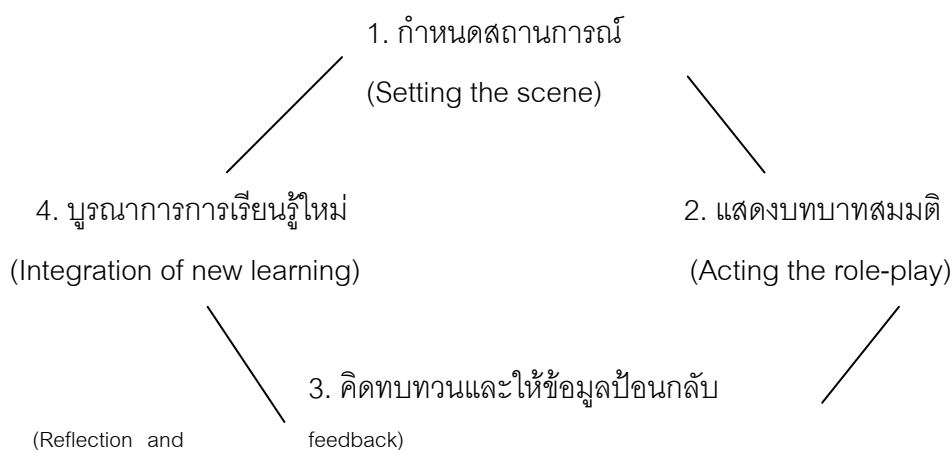 1. กำหนดสถานการณ์
(Setting the scene)
4. บูรณาการการเรียนรู้ใหม่
(Integration of new learning)
2. แสดงบทบาทสมมติ
(Acting the role-play)
3. คิดทบทวนและให้ข้อมูลป้อนกลับ
(Reflection and feedback)